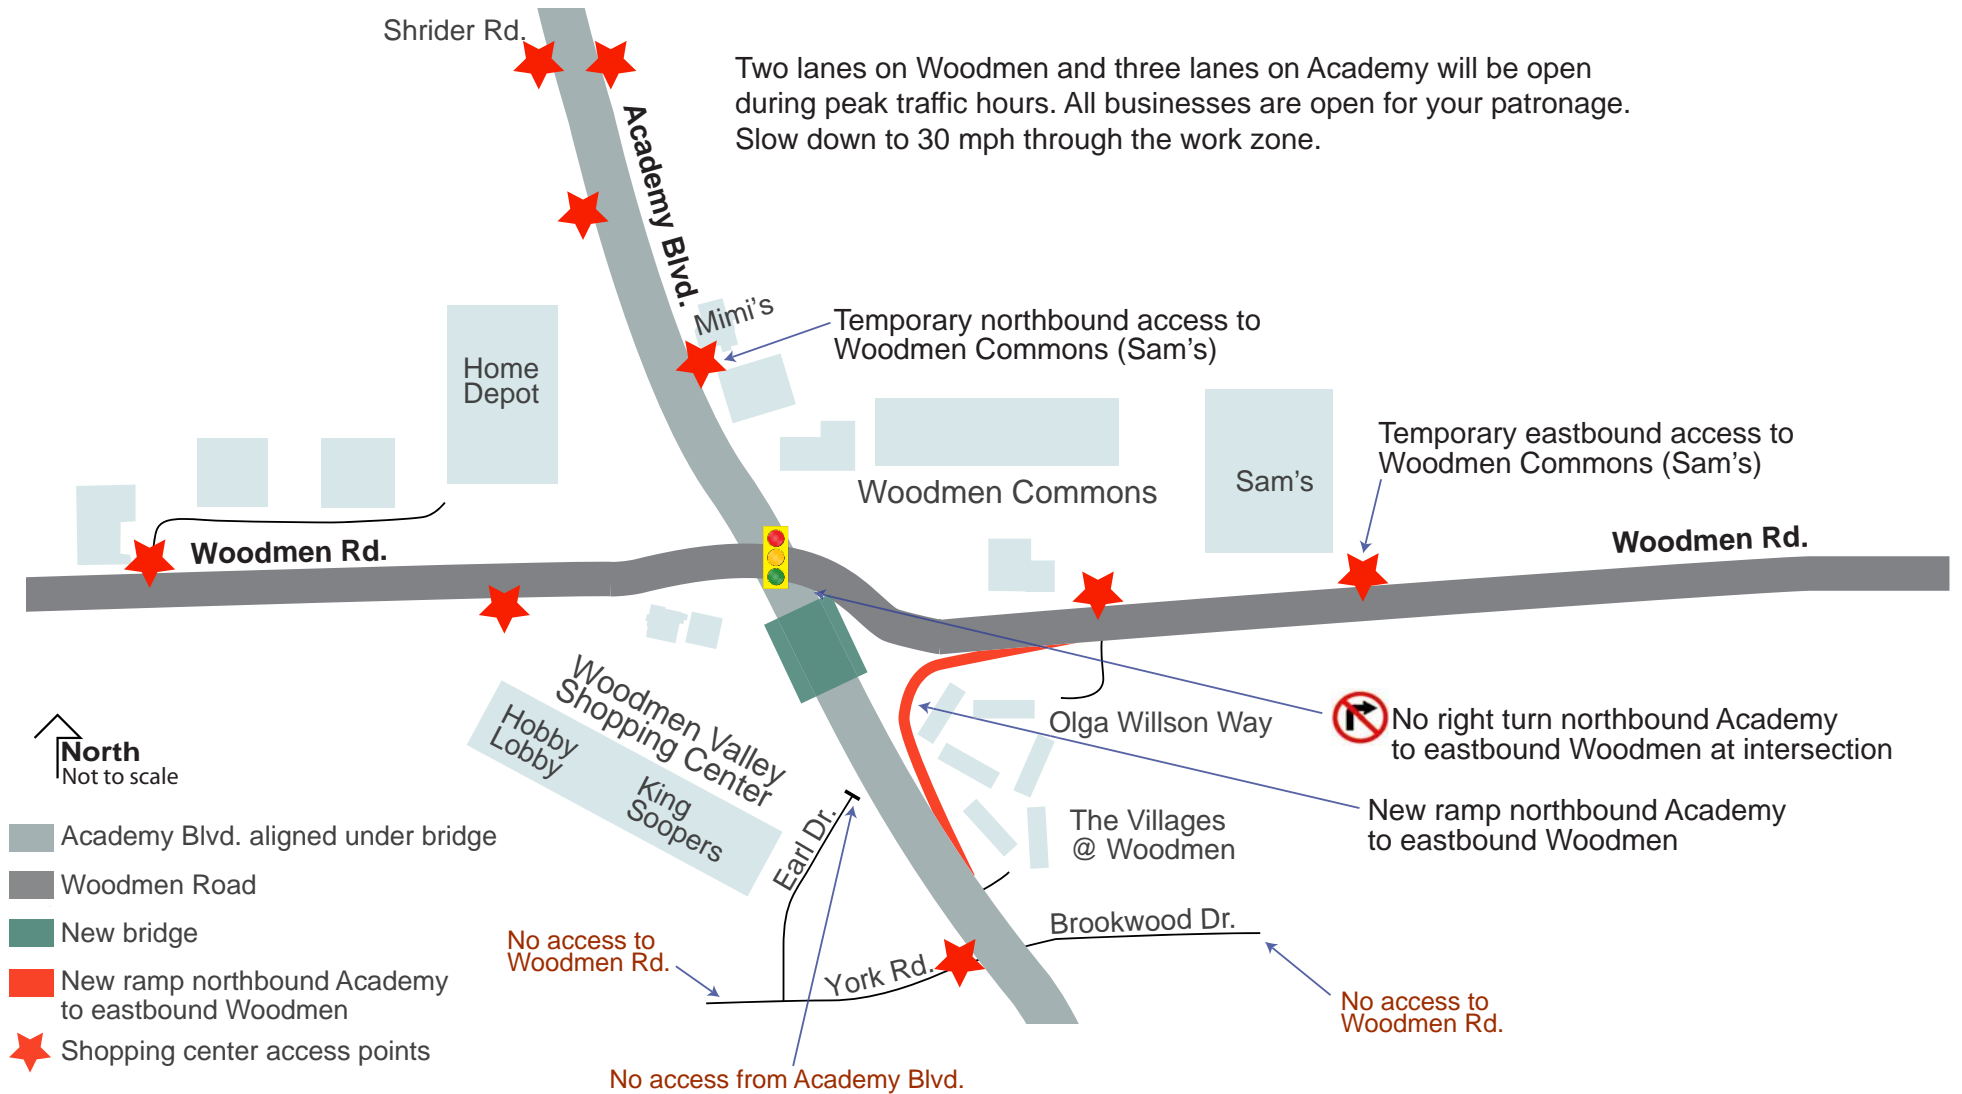 Shrider Rd.
Two lanes on Woodmen and three lanes on Academy will be open
during peak traffic hours. All businesses are open for your patronage.
Slow down to 30 mph through the work zone.
Academy Blvd.
Mimi's
Temporary northbound access to
Woodmen Commons (Sam's)
Home
Depot
Temporary eastbound access to
Woodmen Commons (Sam's)
Woodmen Commons
Sam's
Woodmen Rd.
Woodmen Rd.
Woodmen Valley
Shopping Center
Hobby
Lobby
King
Soopers
Olga Willson Way
No right turn northbound Academy
to eastbound Woodmen at intersection
New ramp northbound Academy
to eastbound Woodmen
The Villages
@ Woodmen
Earl Dr.
Brookwood Dr.
York Rd.
No access to
Woodmen Rd.
No access to
Woodmen Rd.
No access from Academy Blvd.
North
Not to scale
Academy Blvd. aligned under bridge
Woodmen Road
New bridge
New ramp northbound Academy
to eastbound Woodmen
Shopping center access points